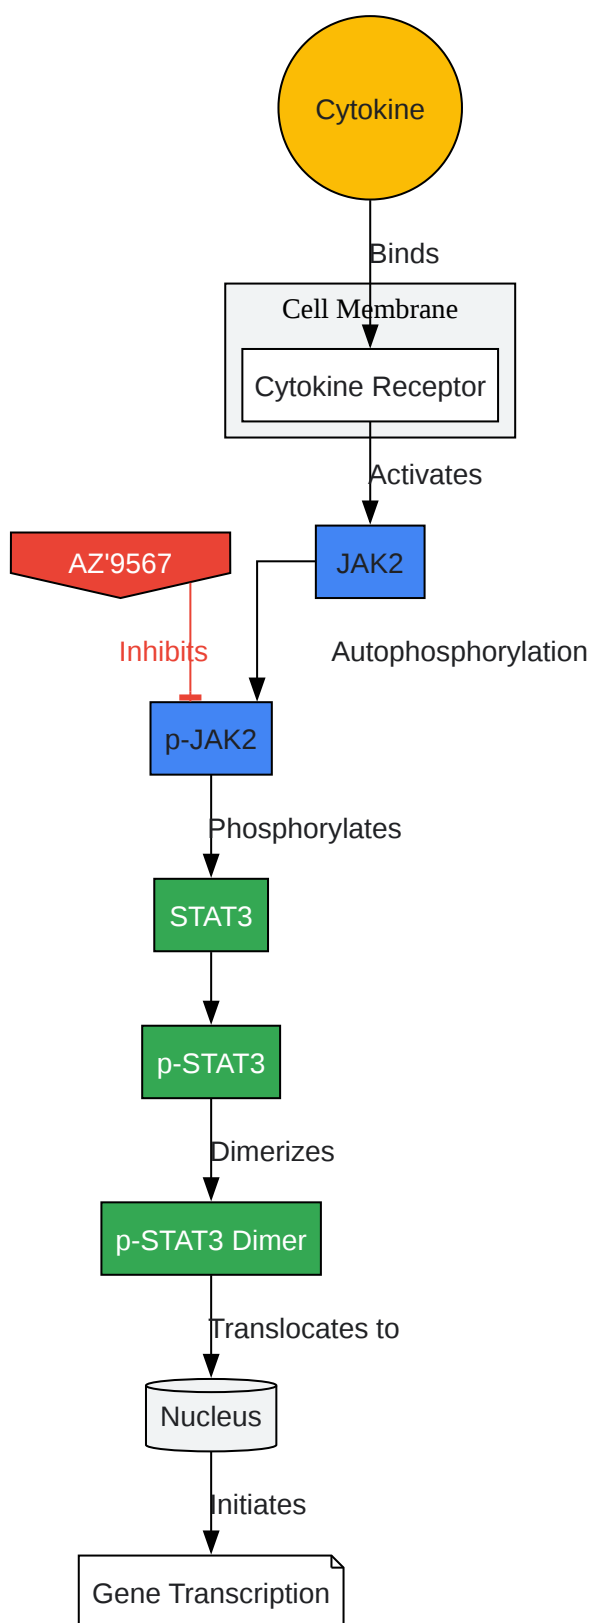 Cytokine
Binds
Cell Membrane
Cytokine Receptor
Activates
AZ'9567
JAK2
Inhibits
Autophosphorylation
p-JAK2
Phosphorylates
STAT3
p-STAT3
Dimerizes
p-STAT3 Dimer
Translocates to
Nucleus
Initiates
Gene Transcription